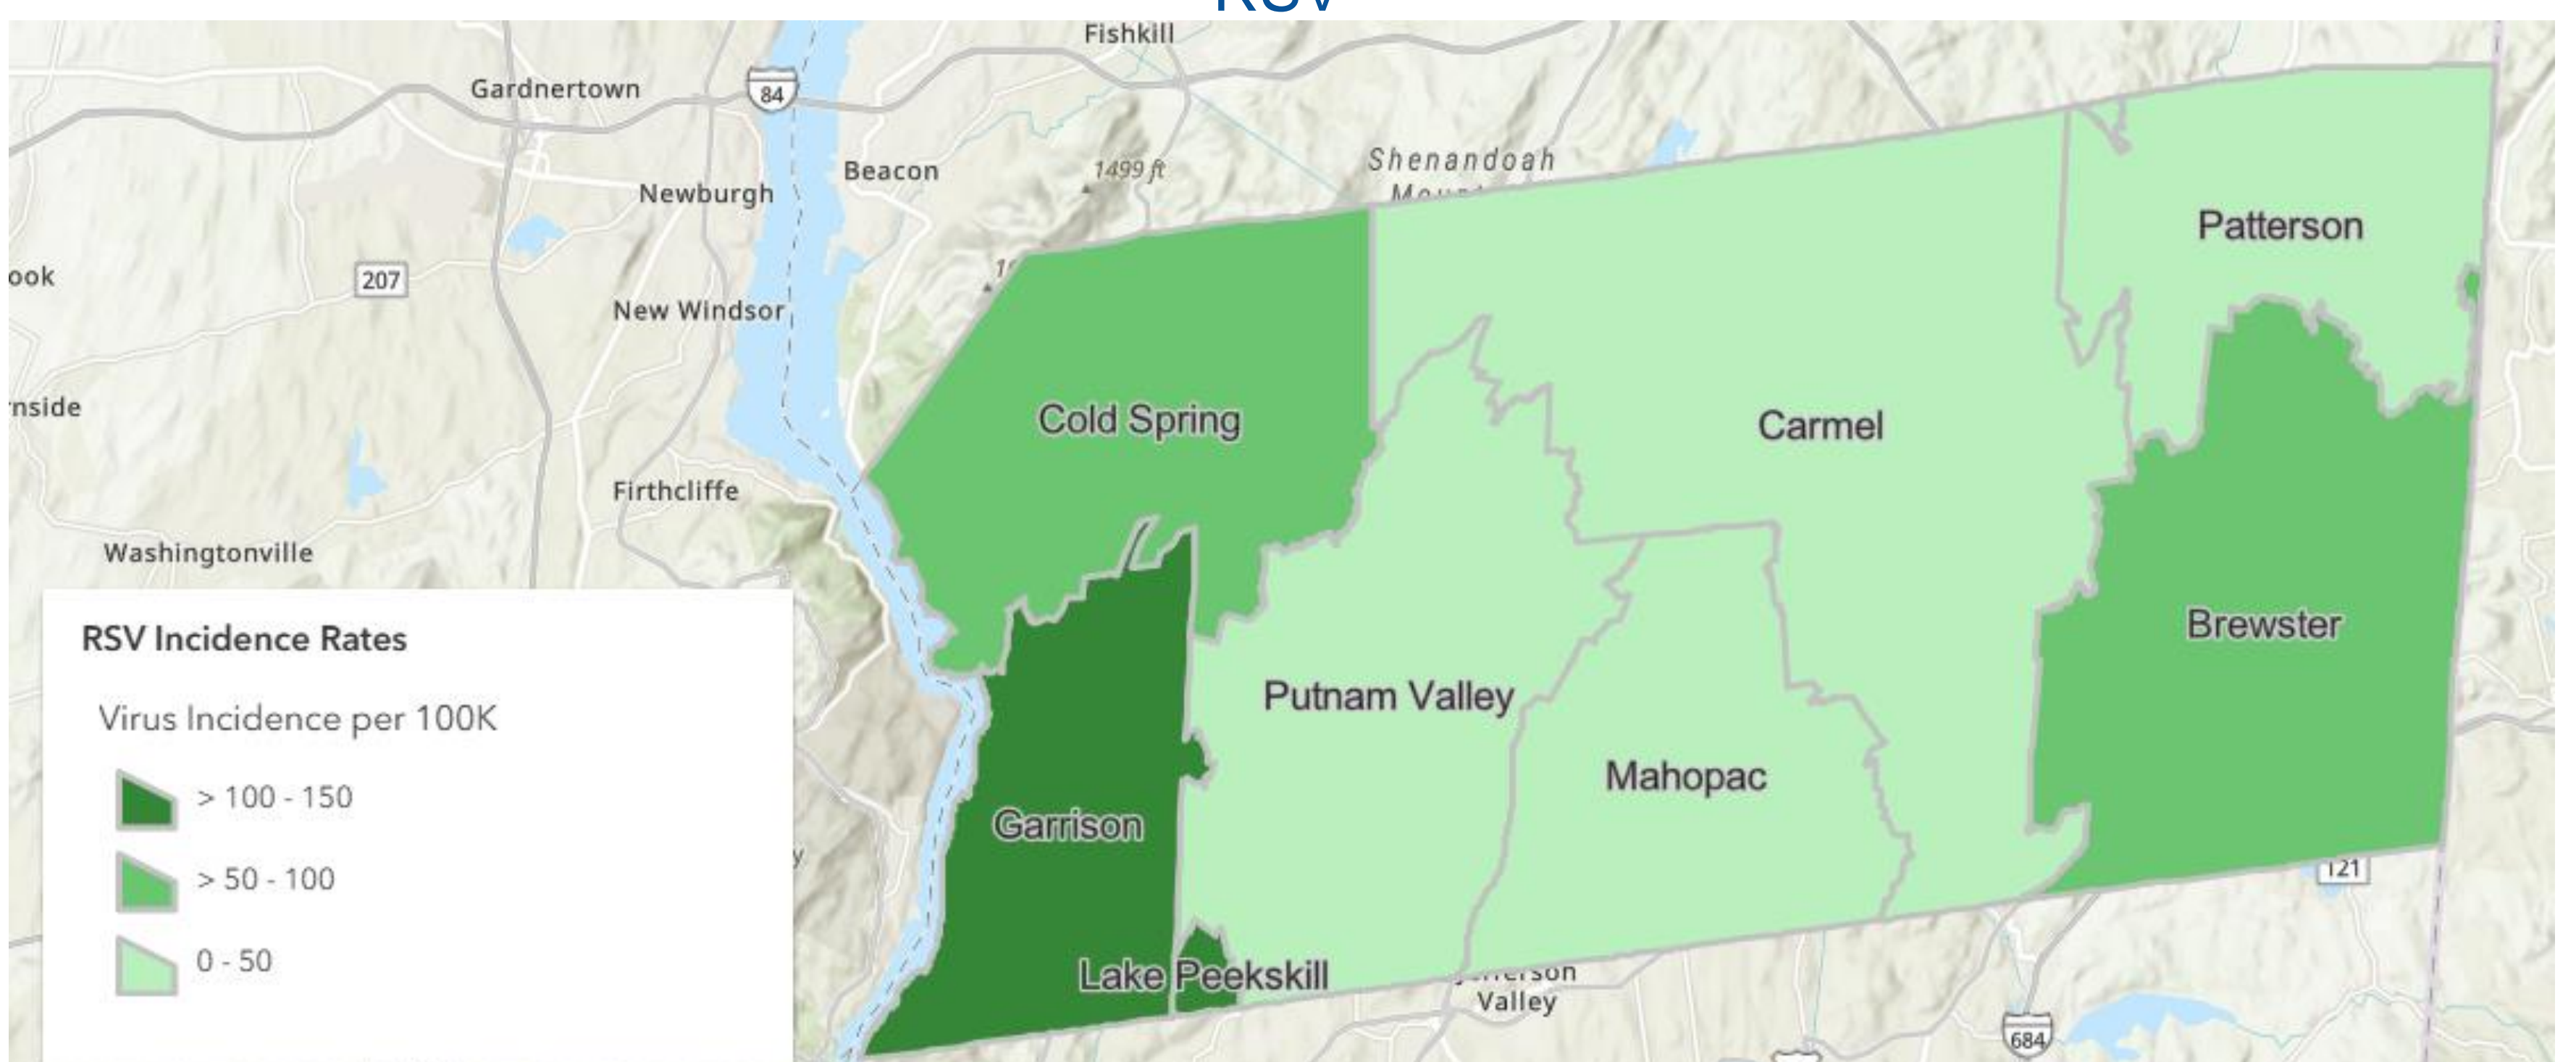 RSV
Fishkill
Gardnertown
84
Beacon
1499 ft
Shenandoah
Newburgh
Patterson
207
New Windsor
Cold Spring
Carmel
Firthcliffe
Washingtonville
Brewster
RSV Incidence Rates
Virus Incidence per 100K
> 100 - 150
> 50 - 100
0 - 50
Putnam Valley
Mahopac
Garrison
121
Lake Peekskill
Valley
684